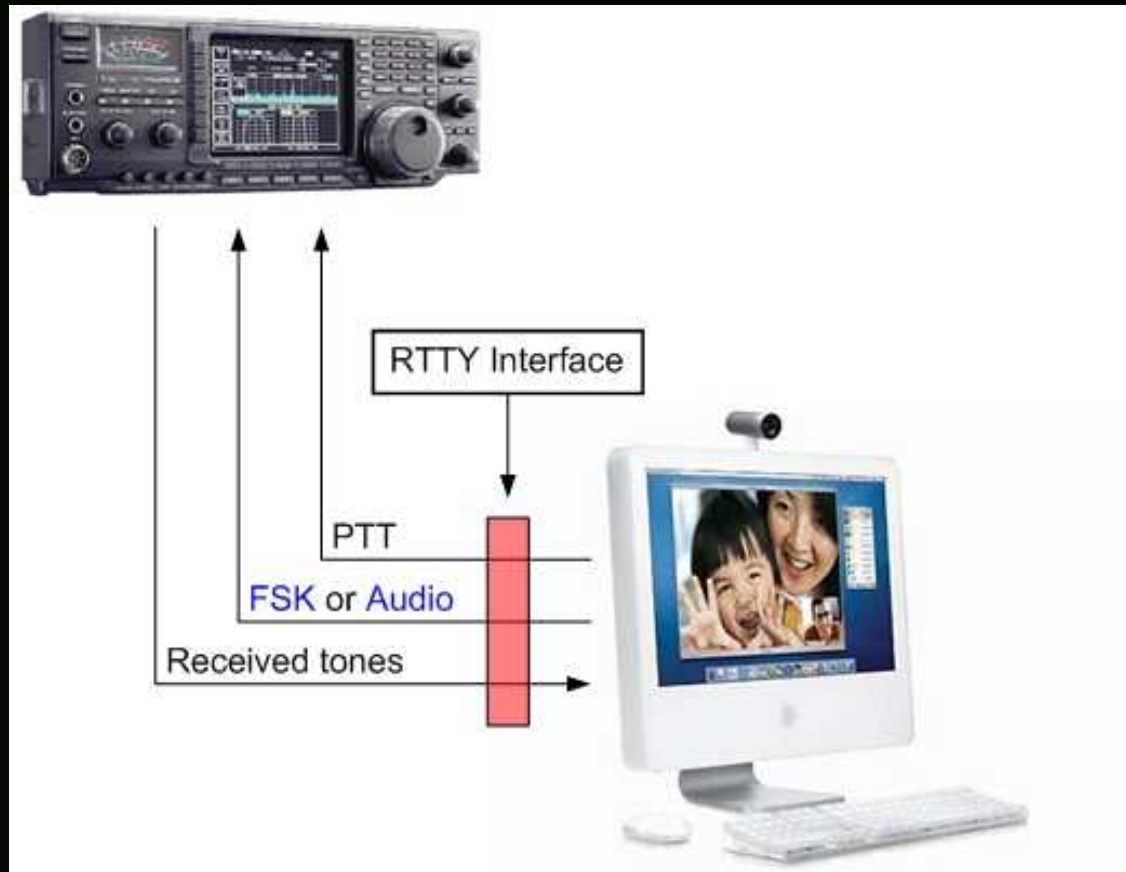 RTTY Interface
PTT
FSK or Audio
Received tones